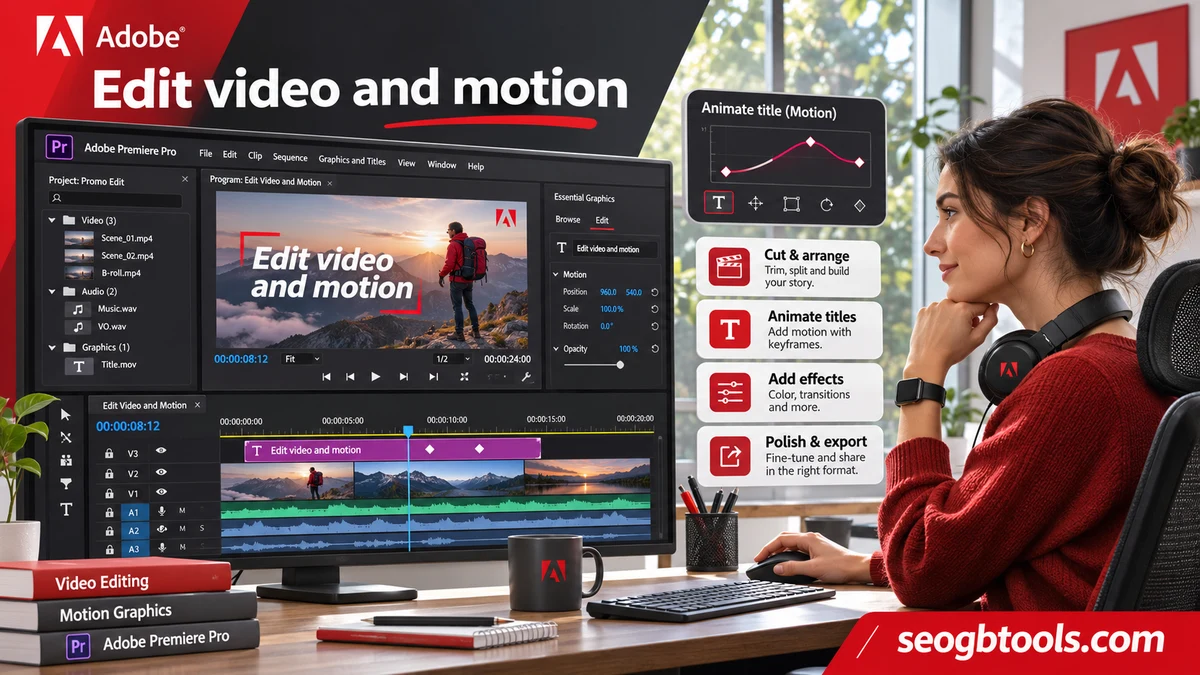 Adobe®
Edit video and motion
Pr Adobe Premiere Pro
File Edit Clip Sequence Graphics and Titles View Window Help
Project: Promo Edit ×
Video (3)
Scene_01.mp4
Scene_02.mp4
B-roll.mp4
Audio (2)
Music.wav
VO.wav
Graphics (1)
T Title.mov
Program: Edit Video and Motion ×
Edit video
and motion
00:00:08:12 Fit 1/2 00:00:24:00
Essential Graphics
Browse Edit
T Edit video and motion
Motion
Position 960.0 540.0
Scale 100.0 %
Rotation 0.0°
Opacity 100 %
Edit Video and Motion ×
00:00:08:12
00:00:00:00 00:00:05:00 00:00:10:00 00:00:15:00 00:00:20:00
V3
V2
V1
A1 M
A2 M S
A3 M
T
T Edit video and motion
Animate title (Motion)
T
Cut & arrange
Trim, split and build
your story.
T
Animate titles
Add motion with
keyframes.
Add effects
Color, transitions
and more.
Polish & export
Fine-tune and share
in the right format.
Video Editing
Motion Graphics
Pr Adobe Premiere Pro
seogbtools.com